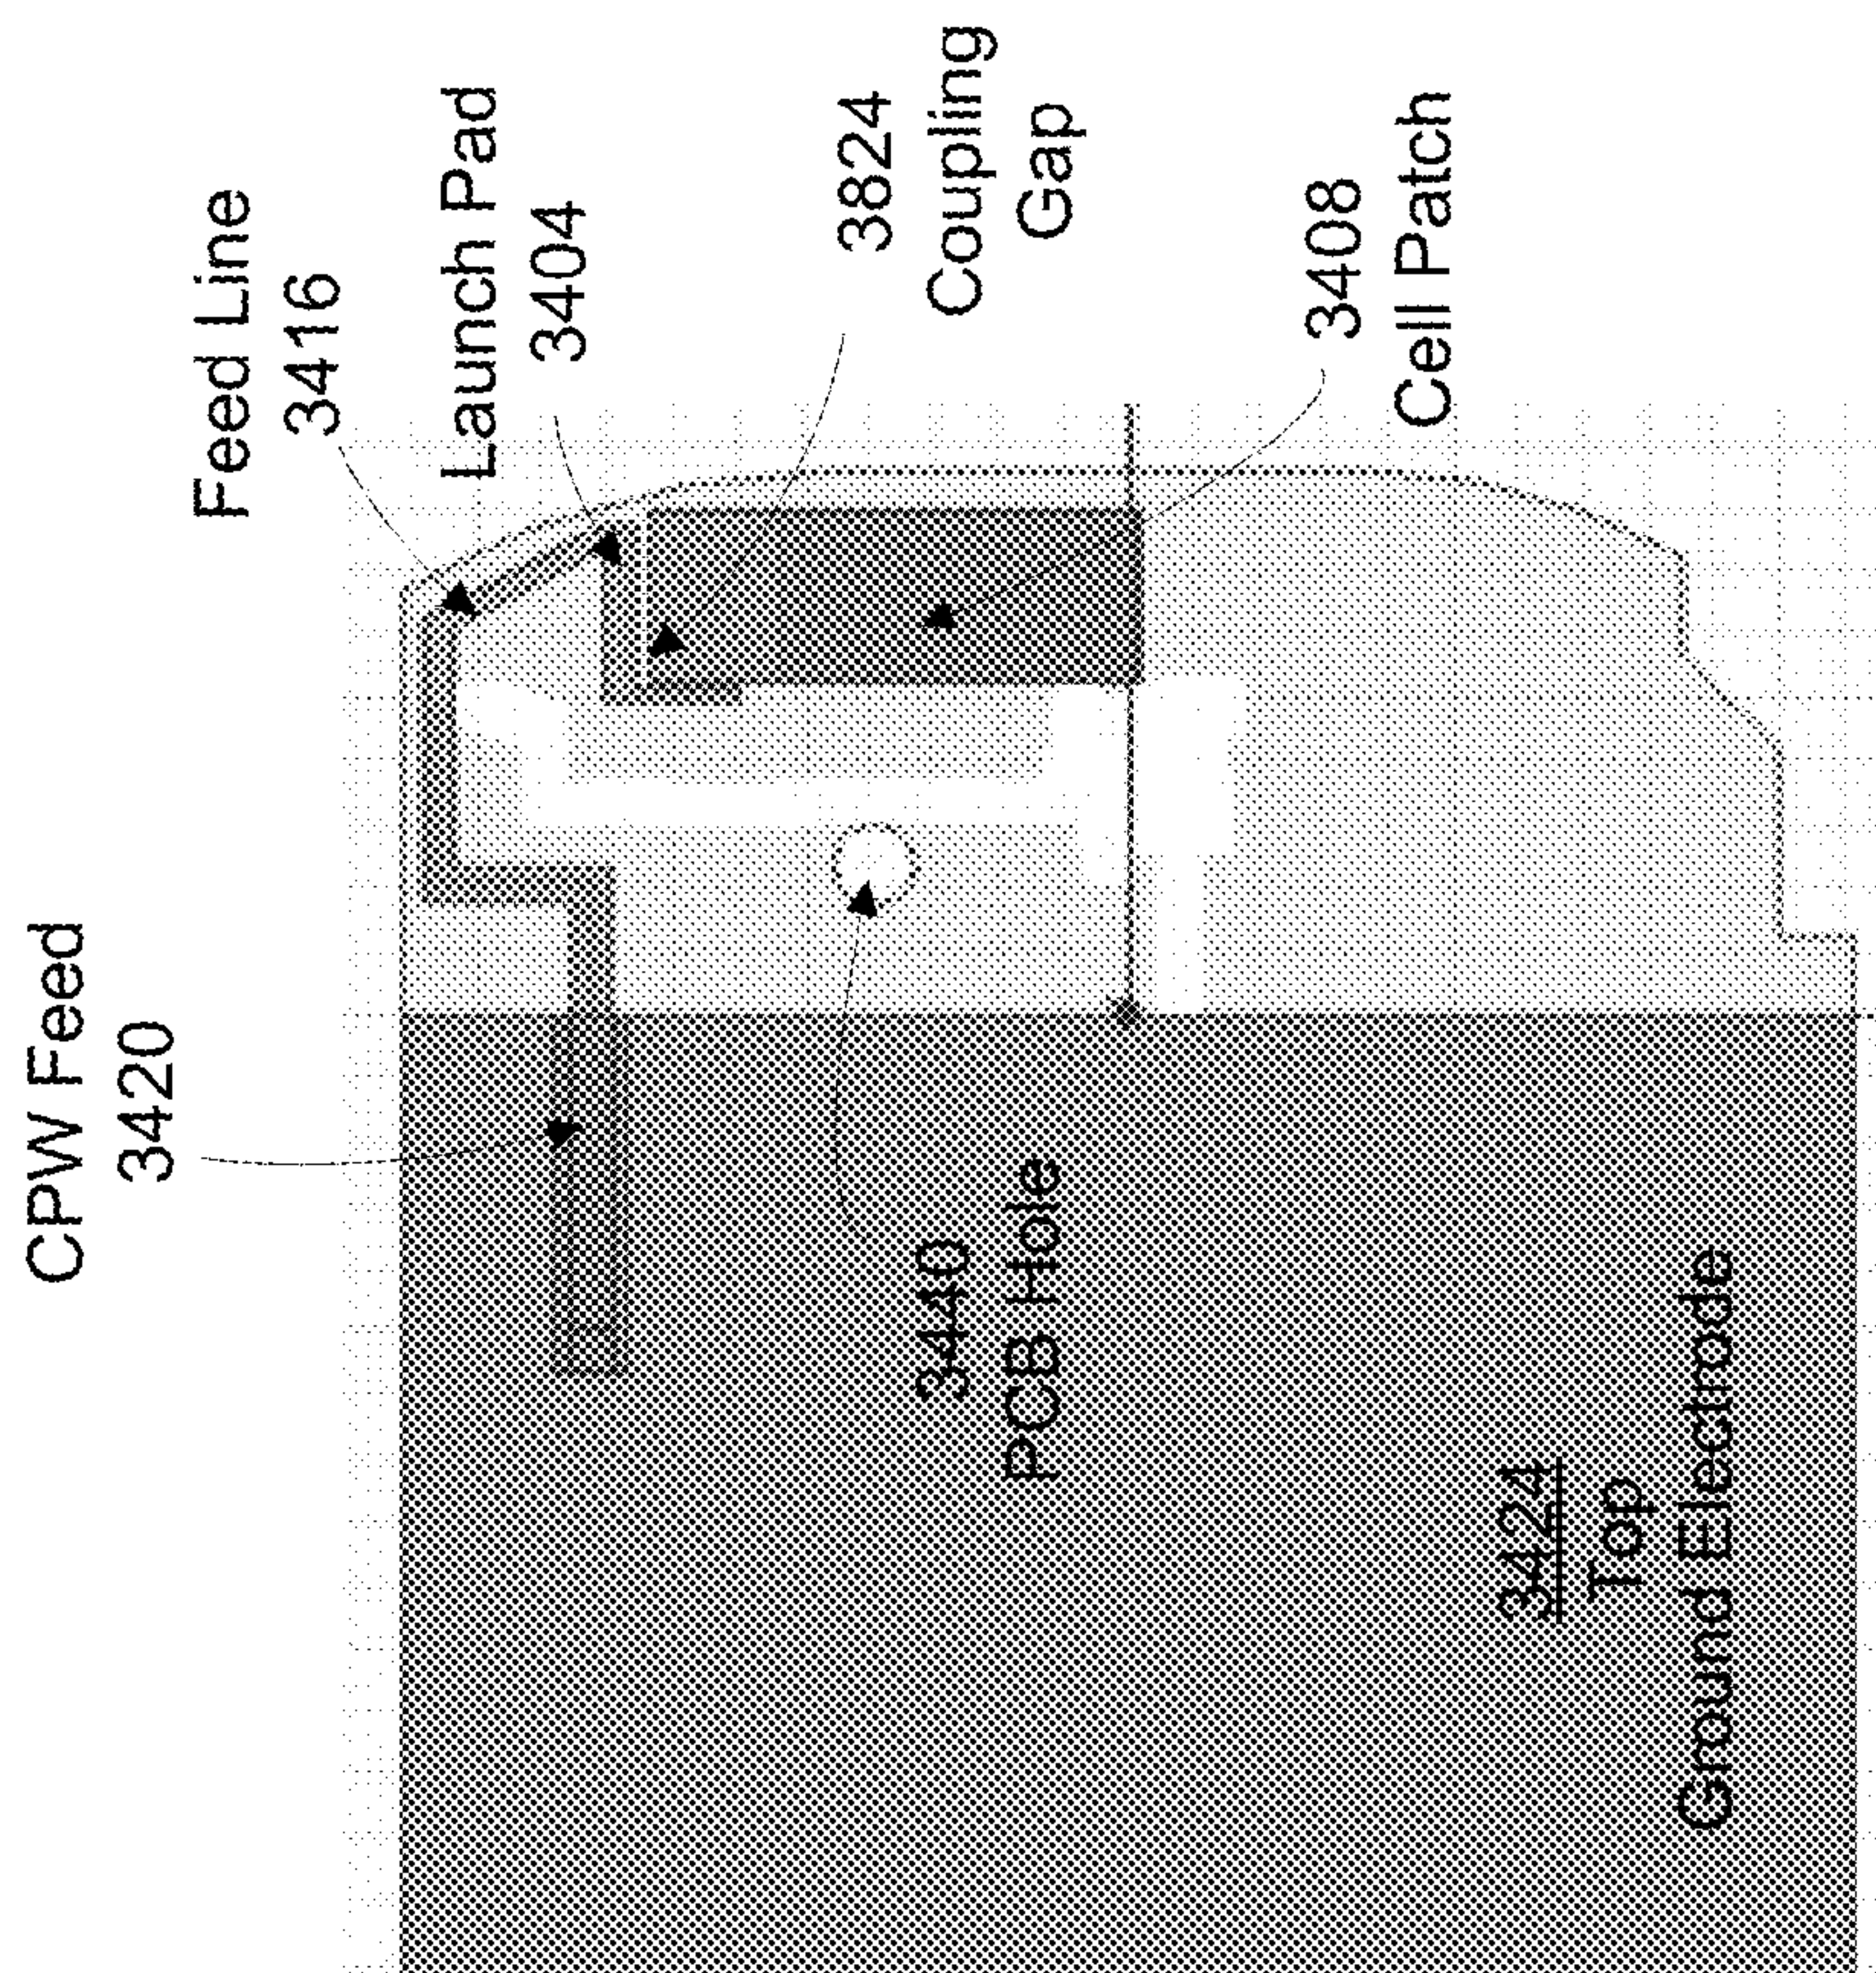 CPW Feed
3420
Feed Line
3416
Launch Pad
3404
3824
Coupling
Gap
3408
Cell Patch
3440
PCB Hole
3424
Top
Ground Electrode